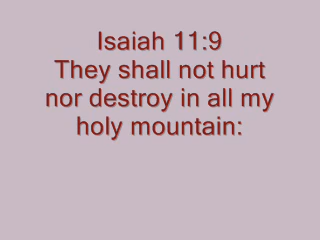 Isaiah 11:9
They shall not hurt
nor destroy in all my
holy mountain: